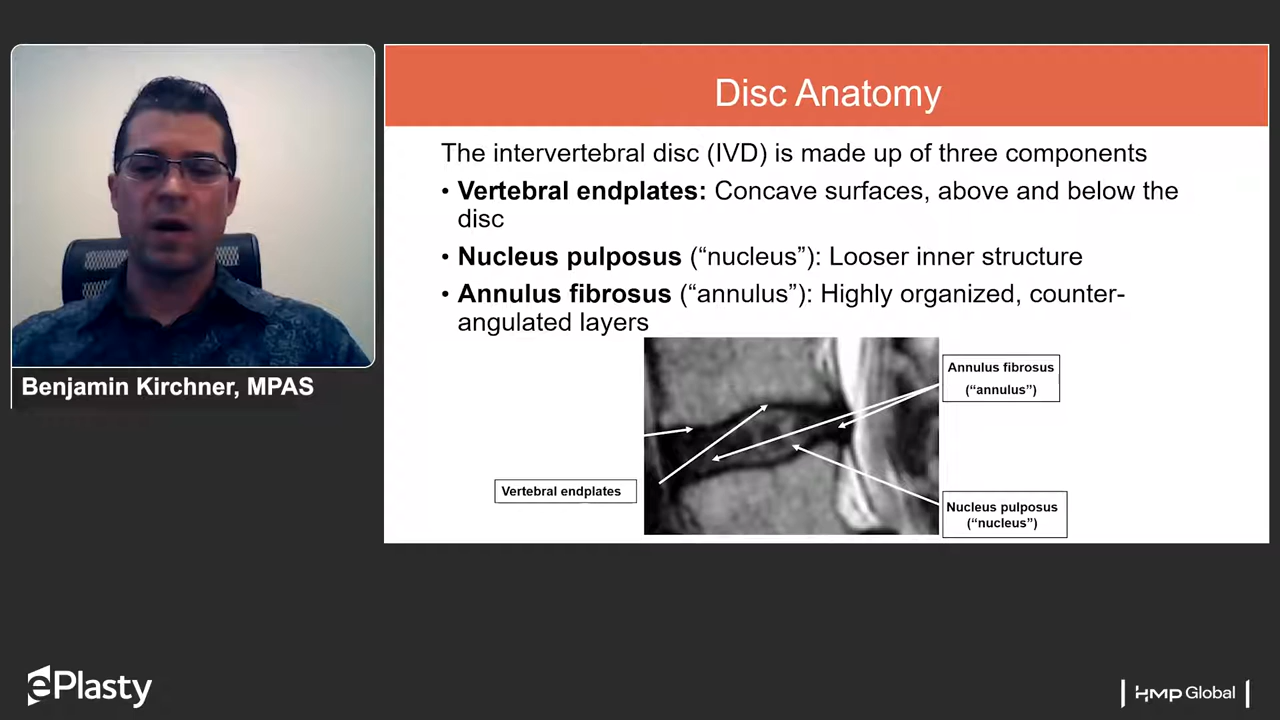 Disc Anatomy
The intervertebral disc (IVD) is made up of three components
• Vertebral endplates: Concave surfaces, above and below the
disc
• Nucleus pulposus (“nucleus”): Looser inner structure
• Annulus fibrosus (“annulus”): Highly organized, counter-
angulated layers
Annulus fibrosus
(“annulus”)
Vertebral endplates
Nucleus pulposus
(“nucleus”)
Benjamin Kirchner, MPAS
ePlasty
HMP Global